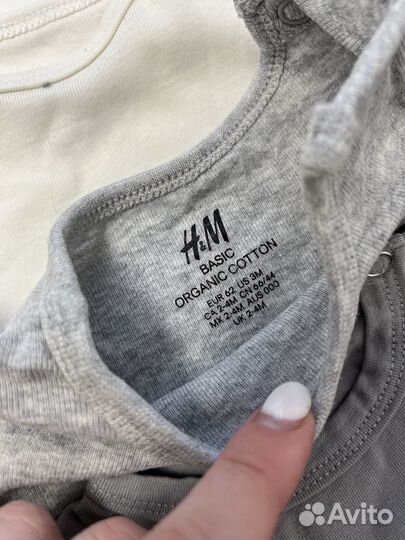 H&M
BASIC
ORGANIC COTTON
EUR 62 US 3M
CA 2-4M CN 66/44
MX 2-4M AUS 000
UK 2-4M
Avito